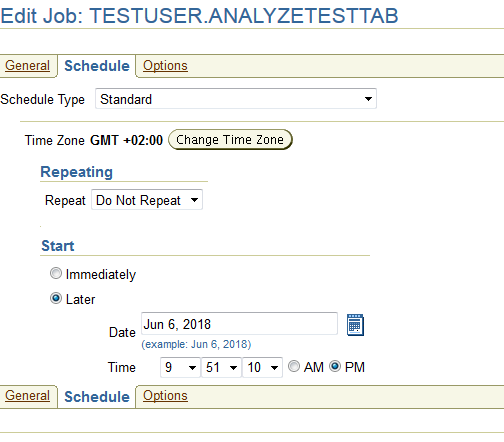 Edit Job: TESTUSER.ANALYZETESTTAB
General Schedule Options
Schedule Type Standard
Time Zone GMT +02:00 Change Time Zone
Repeating
Repeat Do Not Repeat
Start
Immediately
Later
Date Jun 6, 2018
(example: Jun 6, 2018)
Time 9 51 10 AM PM
General Schedule Options